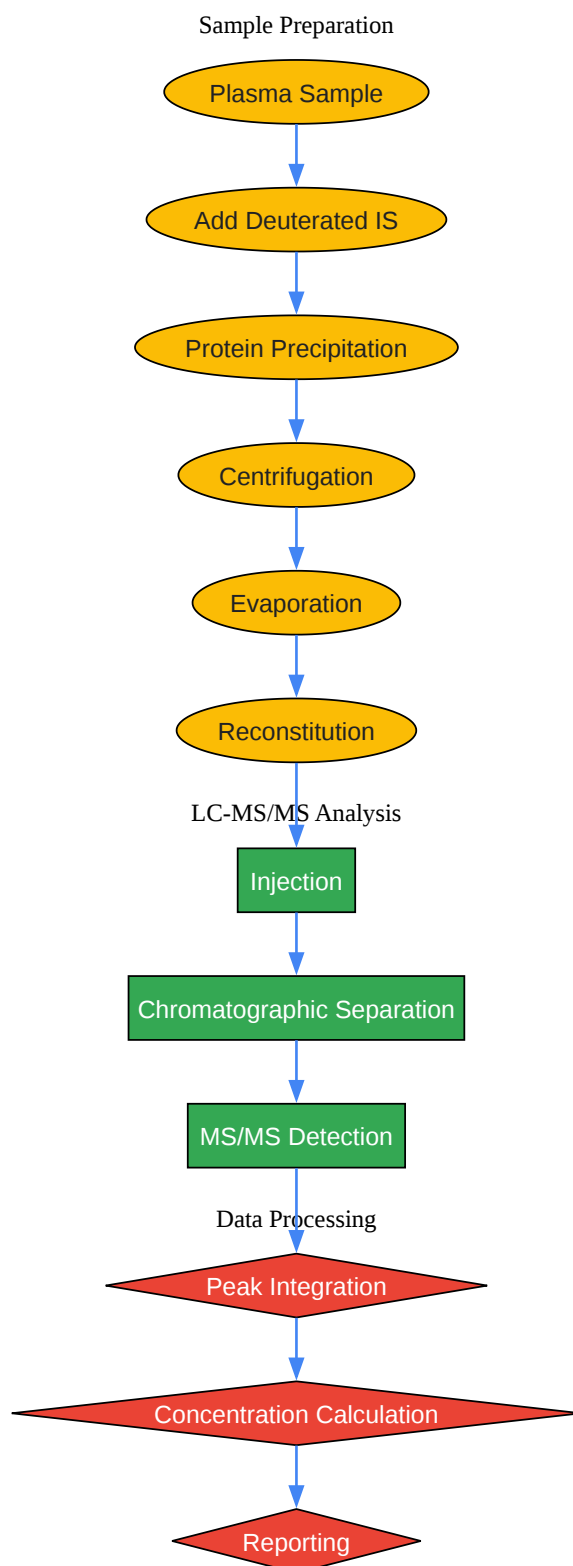 Sample Preparation
Plasma Sample
Add Deuterated IS
Protein Precipitation
Centrifugation
Evaporation
Reconstitution
LC-MS/MS Analysis
Injection
Chromatographic Separation
MS/MS Detection
Data Processing
Peak Integration
Concentration Calculation
Reporting